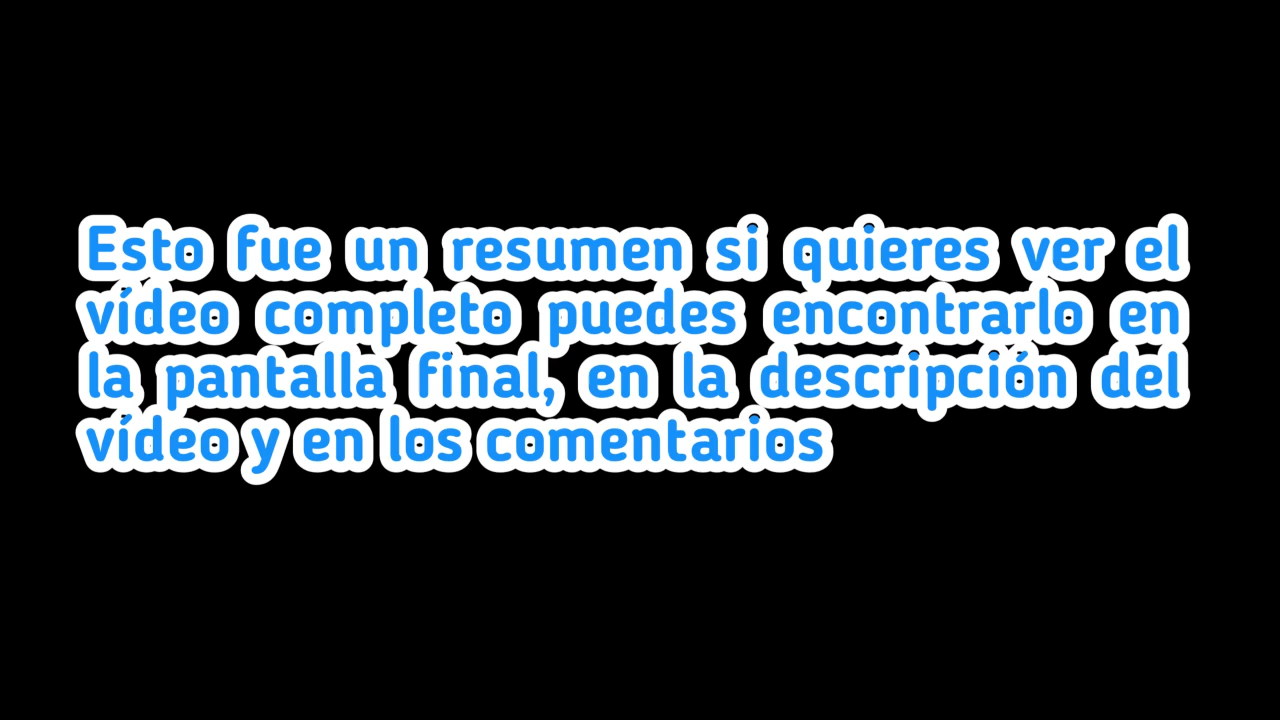 Esto fue un resumen si quieres ver el
vídeo completo puedes encontrarlo en
la pantalla final, en la descripción del
vídeo y en los comentarios